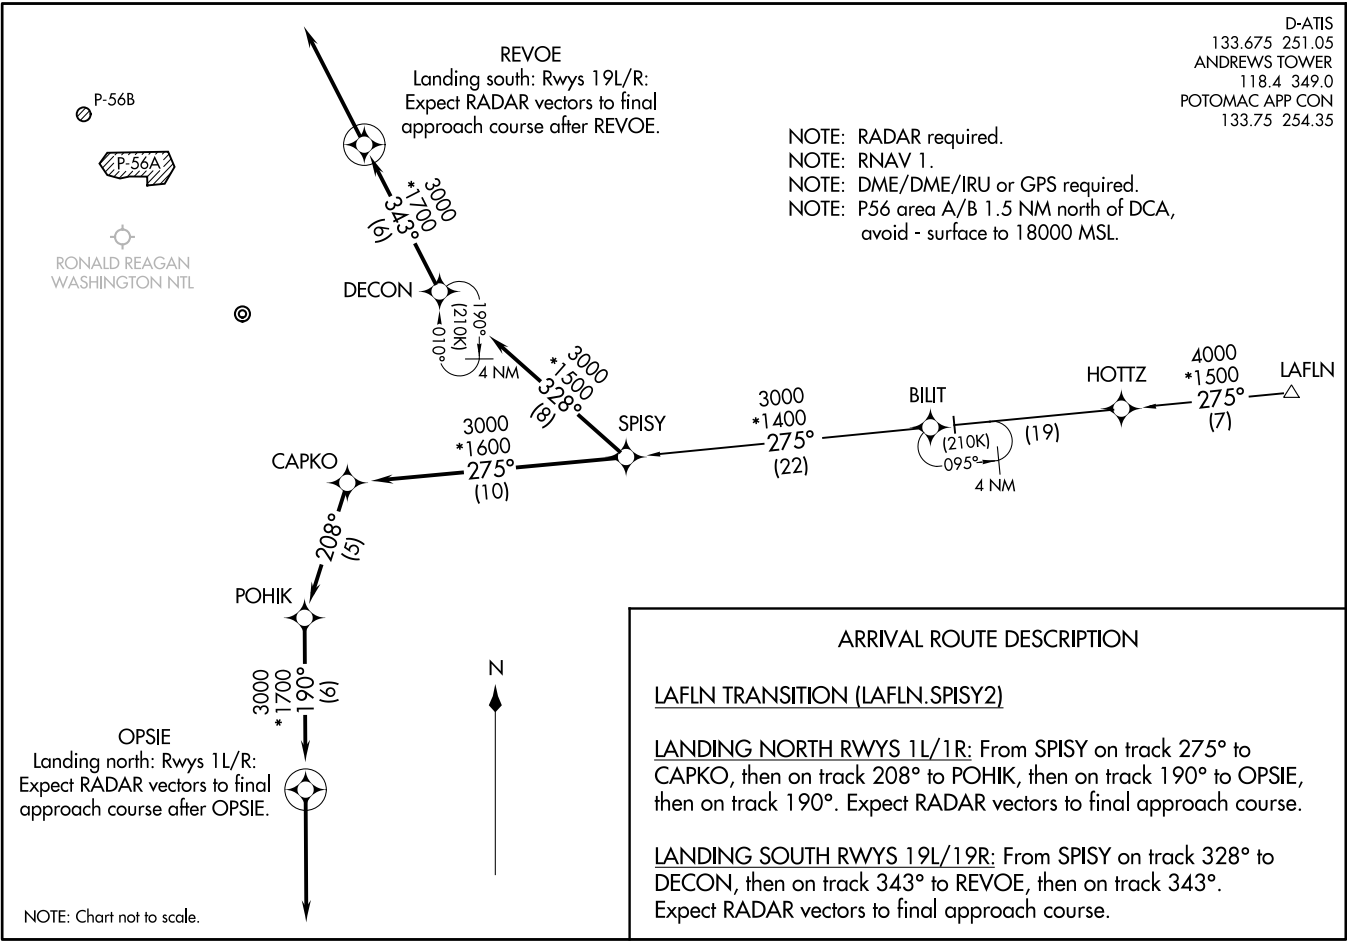 D-ATIS
133.675 251.05
ANDREWS TOWER
118.4 349.0
POTOMAC APP CON
133.75 254.35
REVOE
Landing south: Rwys 19L/R:
Expect RADAR vectors to final
approach course after REVOE.
P-56B
P-56A
NOTE: RADAR required.
NOTE: RNAV 1.
NOTE: DME/DME/IRU or GPS required.
NOTE: P56 area A/B 1.5 NM north of DCA,
avoid - surface to 18000 MSL.
3000
*1700
343°
(6)
RONALD REAGAN
WASHINGTON NTL
DECON
190°
(210K)
010°
4 NM
3000
*1500
328°
(8)
4000
*1500
275°
(7)
LAFLN
HOTTZ
BILIT
(210K)
095°
4 NM
(19)
3000
*1400
275°
(22)
SPISY
3000
*1600
275°
(10)
CAPKO
208°
(5)
POHIK
3000
*1700
190°
(6)
N
OPSIE
Landing north: Rwys 1L/R:
Expect RADAR vectors to final
approach course after OPSIE.
NOTE: Chart not to scale.
ARRIVAL ROUTE DESCRIPTION
LAFLN TRANSITION (LAFLN.SPISY2)
LANDING NORTH RWYS 1L/1R: From SPISY on track 275° to
CAPKO, then on track 208° to POHIK, then on track 190° to OPSIE,
then on track 190°. Expect RADAR vectors to final approach course.
LANDING SOUTH RWYS 19L/19R: From SPISY on track 328° to
DECON, then on track 343° to REVOE, then on track 343°.
Expect RADAR vectors to final approach course.